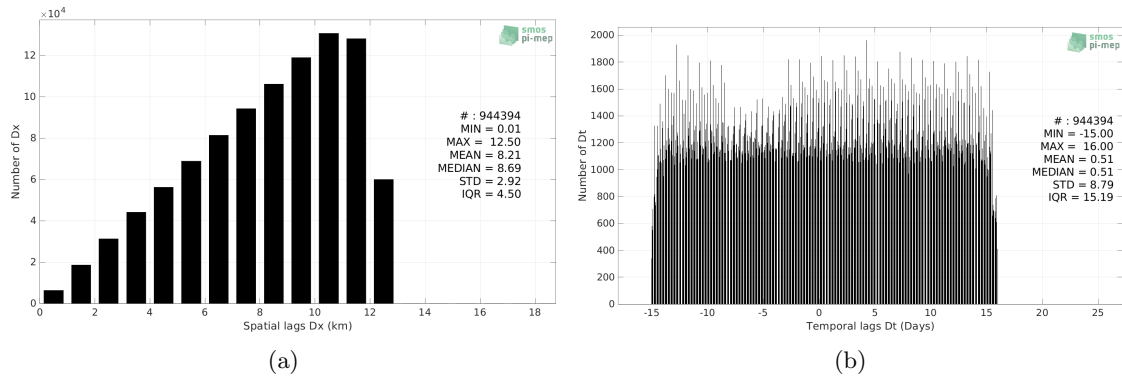 ×10⁴
12
10
8
6
4
2
0
Number of Dx
0 2 4 6 8 10 12 14 16 18
Spatial lags Dx (km)
smos
pi-mep
# : 944394
MIN = 0.01
MAX = 12.50
MEAN = 8.21
MEDIAN = 8.69
STD = 2.92
IQR = 4.50
(a)
2000
1800
1600
1400
1200
1000
800
600
400
200
0
Number of Dt
-15 -10 -5 0 5 10 15 20 25
Temporal lags Dt (Days)
smos
pi-mep
# : 944394
MIN = -15.00
MAX = 16.00
MEAN = 0.51
MEDIAN = 0.51
STD = 8.79
IQR = 15.19
(b)